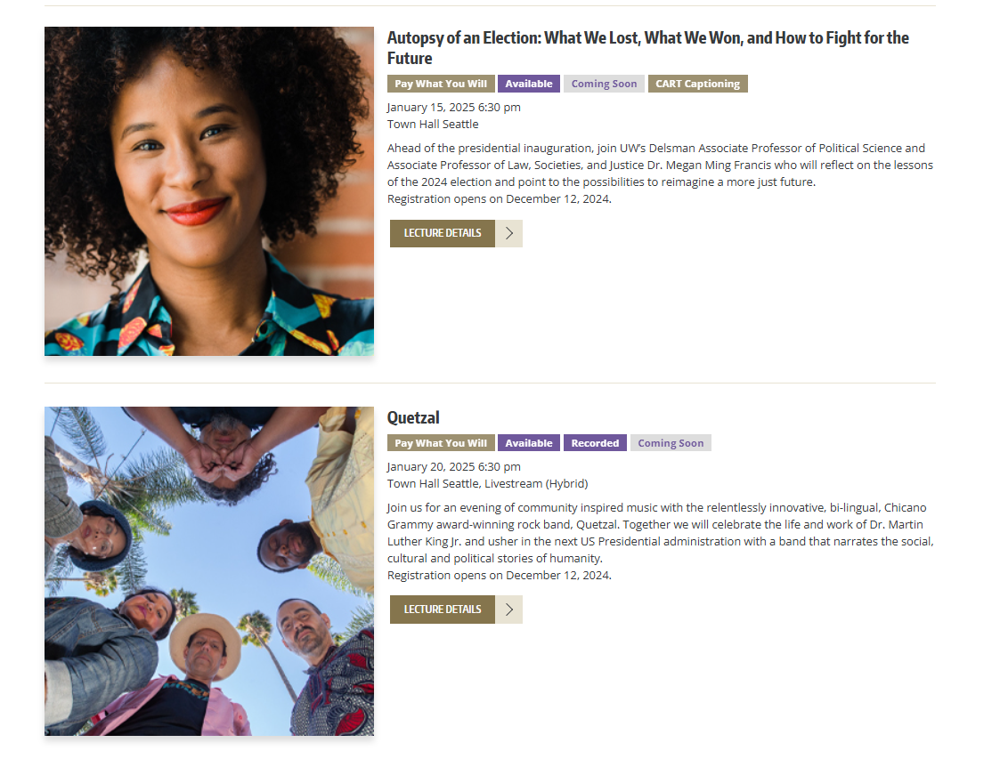 Autopsy of an Election: What We Lost, What We Won, and How to Fight for the
Future
Pay What You Will Available Coming Soon CART Captioning
January 15, 2025 6:30 pm
Town Hall Seattle
Ahead of the presidential inauguration, join UW’s Delsman Associate Professor of Political Science and
Associate Professor of Law, Societies, and Justice Dr. Megan Ming Francis who will reflect on the lessons
of the 2024 election and point to the possibilities to reimagine a more just future.
Registration opens on December 12, 2024.
LECTURE DETAILS
Quetzal
Pay What You Will Available Recorded Coming Soon
January 20, 2025 6:30 pm
Town Hall Seattle, Livestream (Hybrid)
Join us for an evening of community inspired music with the relentlessly innovative, bi-lingual, Chicano
Grammy award-winning rock band, Quetzal. Together we will celebrate the life and work of Dr. Martin
Luther King Jr. and usher in the next US Presidential administration with a band that narrates the social,
cultural and political stories of humanity.
Registration opens on December 12, 2024.
LECTURE DETAILS